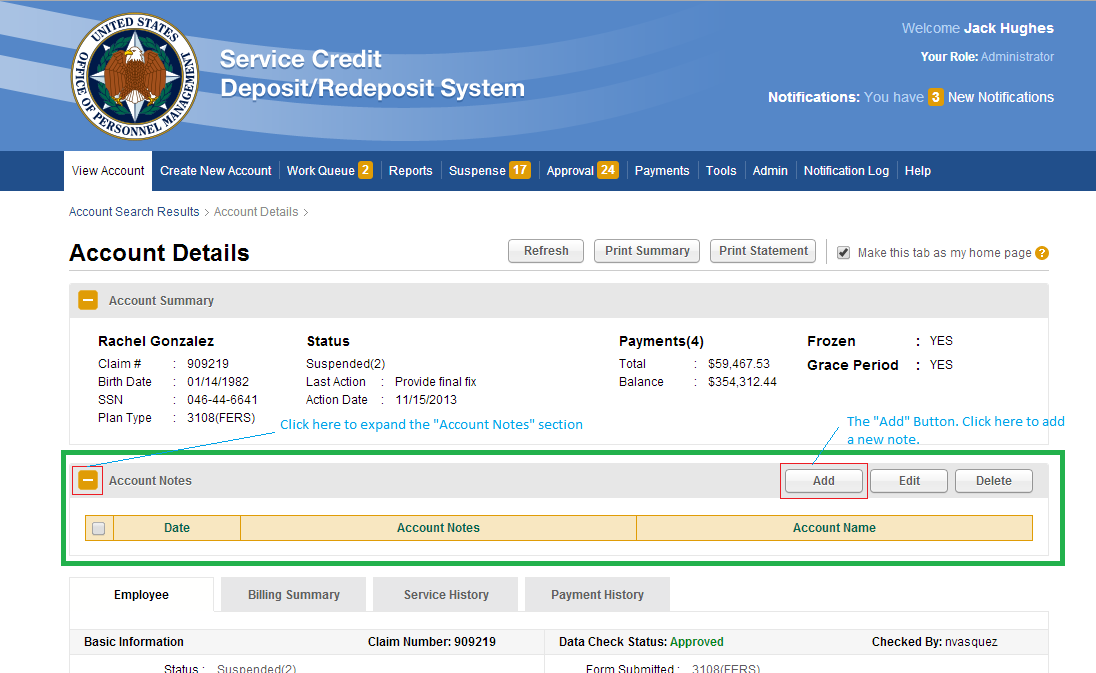 UNITED STATES
OFFICE OF PERSONNEL MANAGEMENT
Service Credit
Deposit/Redeposit System
Welcome Jack Hughes
Your Role: Administrator
Notifications: You have 3 New Notifications
View Account Create New Account Work Queue 2 Reports Suspense 17 Approval 24 Payments Tools Admin Notification Log Help
Account Search Results > Account Details >
Account Details Refresh Print Summary Print Statement Make this tab as my home page ?
Account Summary
Rachel Gonzalez Status Payments(4) Frozen : YES
Claim # : 909219 Suspended(2) Total : $59,467.53 Grace Period : YES
Birth Date : 01/14/1982 Last Action : Provide final fix Balance : $354,312.44
SSN : 046-44-6641 Action Date : 11/15/2013
Plan Type : 3108(FERS)
Click here to expand the "Account Notes" section
The "Add" Button. Click here to add
a new note.
Account Notes Add Edit Delete
Date Account Notes Account Name
Employee Billing Summary Service History Payment History
Basic Information Claim Number: 909219 Data Check Status: Approved Checked By: nvasquez
Status : Suspended(2) Form Submitted : 3108(FERS)